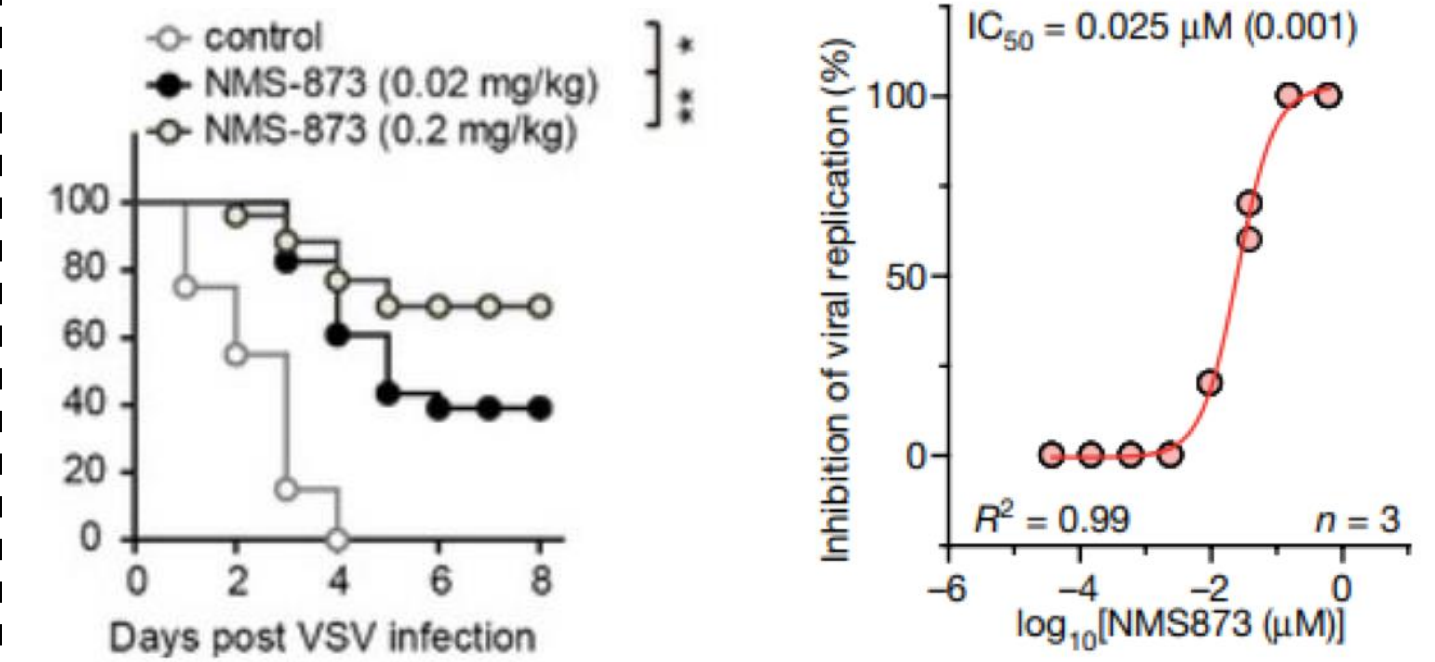 control
NMS-873 (0.02 mg/kg)
NMS-873 (0.2 mg/kg)
*
**
100
80
60
40
20
0
0 2 4 6 8
Days post VSV infection
IC50 = 0.025 μM (0.001)
Inhibition of viral replication (%)
100
50
0
R² = 0.99 n = 3
–6 –4 –2 0
log10[NMS873 (μM)]